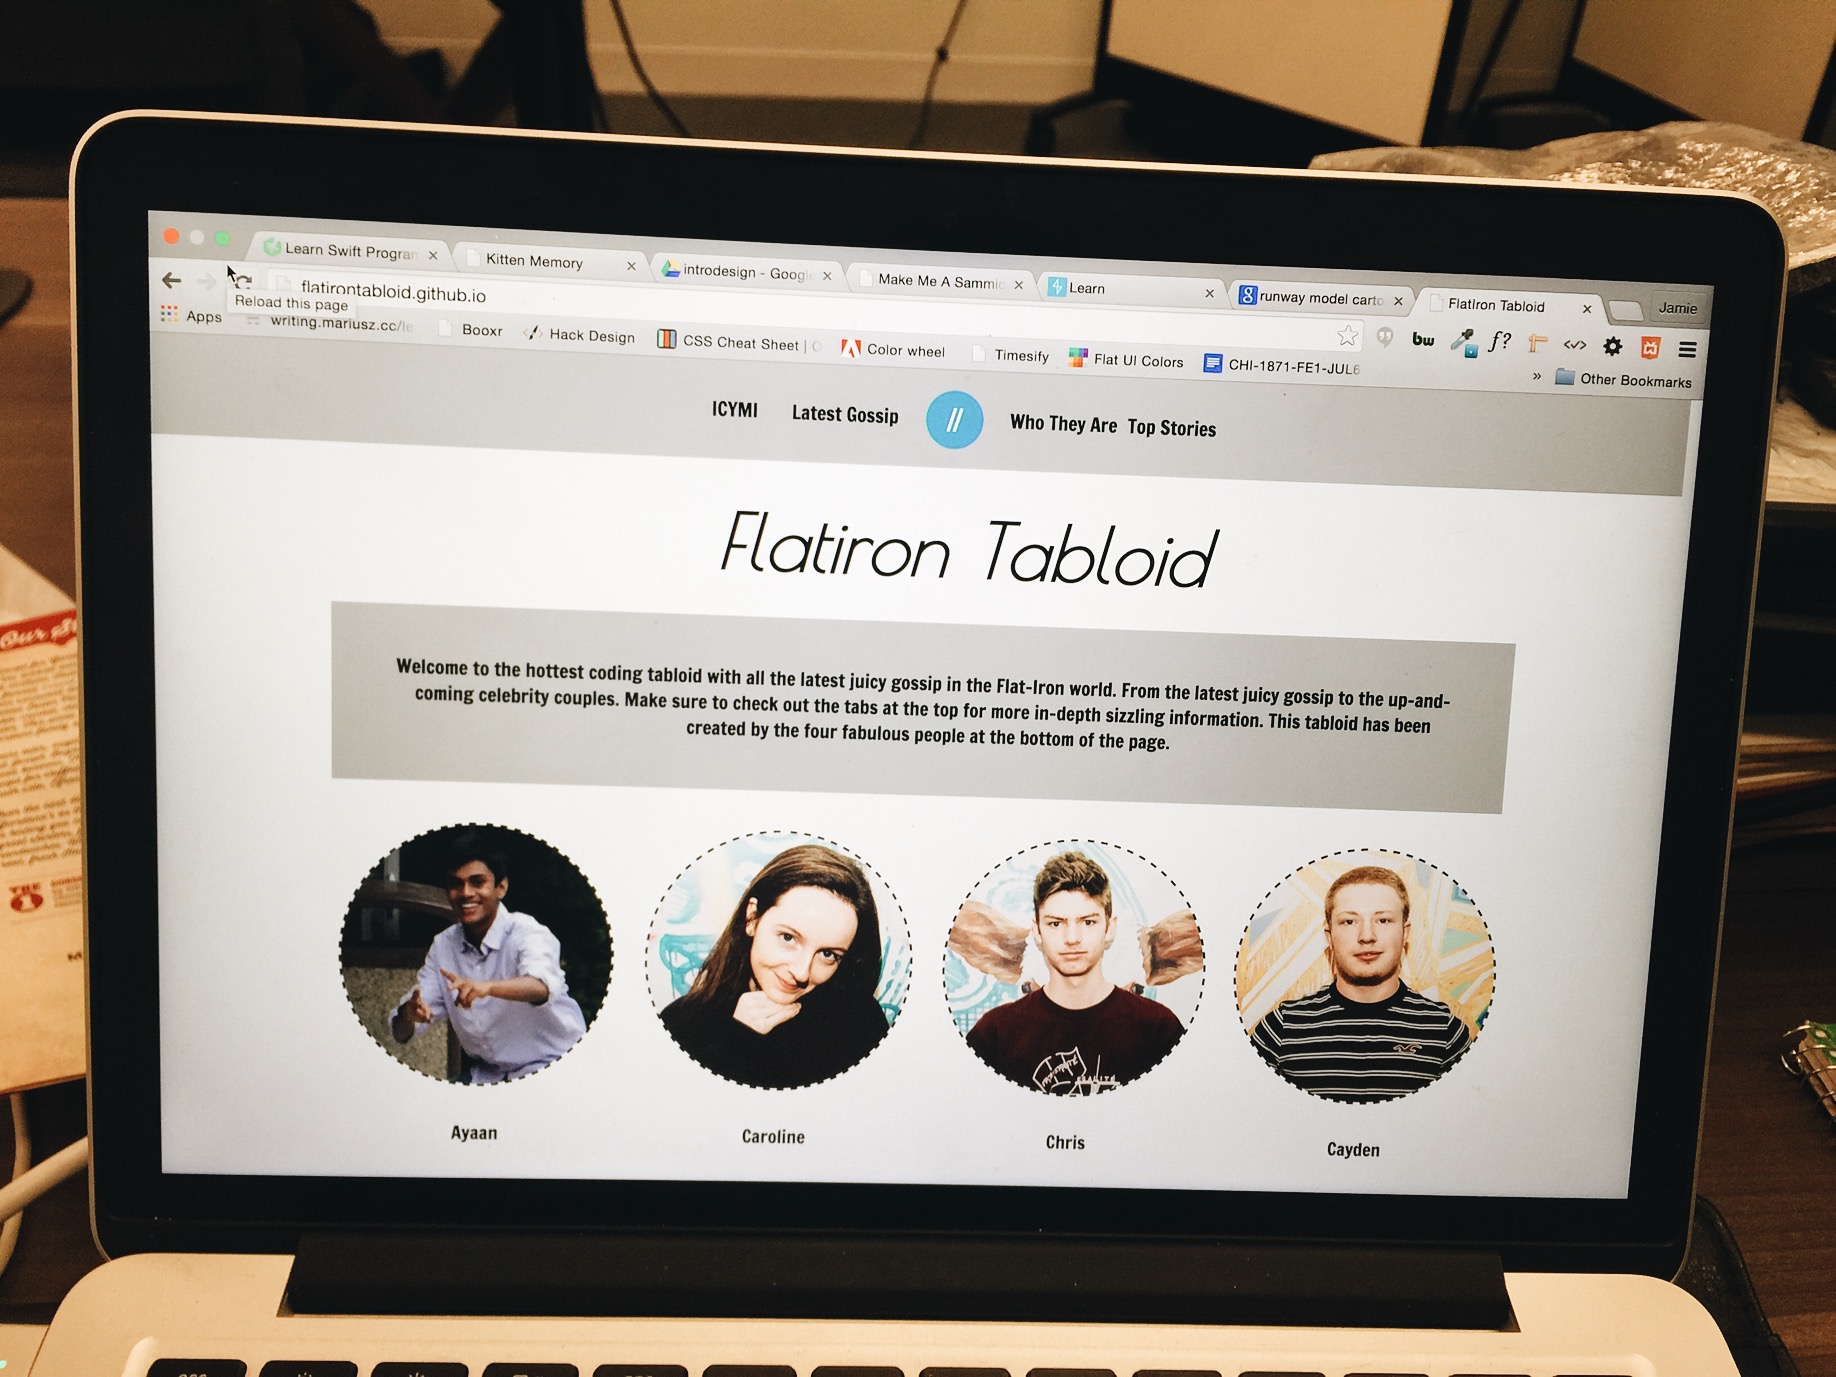 Learn Swift Progra
Kitten Memory
introdesign - Googl
Make Me A Sammi
Learn
runway model carto
FlatIron Tabloid
Jamie
flatirontabloid.github.io
Reload this page
bw
f?
Apps
writing.mariusz.cc/le
Booxr
Hack Design
CSS Cheat Sheet |
Color wheel
Timesify
Flat UI Colors
CHI-1871-FE1-JUL6
»
Other Bookmarks
ICYMI
Latest Gossip
//
Who They Are
Top Stories
Flatiron Tabloid
Welcome to the hottest coding tabloid with all the latest juicy gossip in the Flat-Iron world. From the latest juicy gossip to the up-and-
coming celebrity couples. Make sure to check out the tabs at the top for more in-depth sizzling information. This tabloid has been
created by the four fabulous people at the bottom of the page.
Ayaan
Caroline
Chris
Cayden
Our
THE